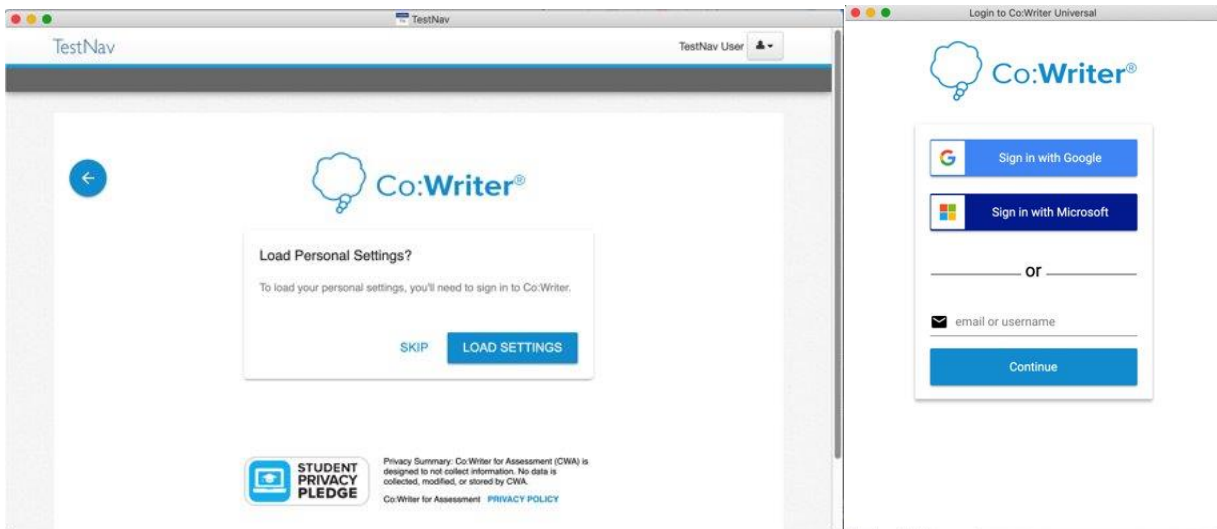 TestNav
TestNav
TestNav User
Co:Writer®
Load Personal Settings?
To load your personal settings, you'll need to sign in to Co:Writer.
SKIP
LOAD SETTINGS
STUDENT
PRIVACY
PLEDGE
Privacy Summary: Co:Writer for Assessment (CWA) is
designed to not collect information. No data is
collected, modified, or stored by CWA.
Co:Writer for Assessment PRIVACY POLICY
Login to Co:Writer Universal
Co:Writer®
Sign in with Google
Sign in with Microsoft
or
email or username
Continue